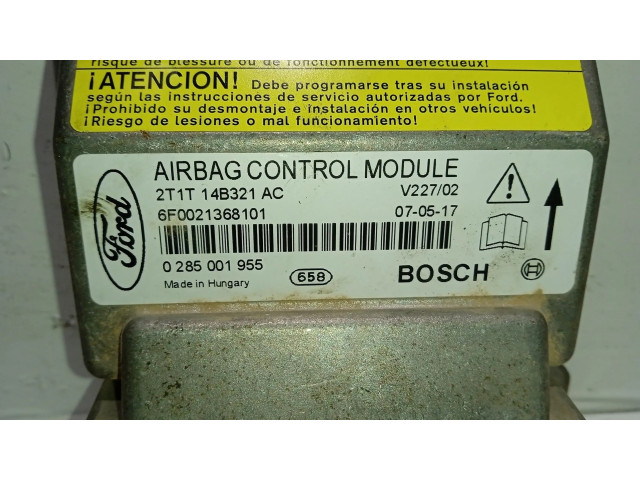 risque de blessure ou de fonctionnement défectueux!
¡ATENCION! Debe programarse tras su instalación
según las instrucciones de servicio autorizadas por Ford.
¡Prohibido su desmontaje e instalación en otros vehículos!
¡Riesgo de lesiones o mal funcionamiento!
Ford
AIRBAG CONTROL MODULE
2T1T 14B321 AC V227/02
6F0021368101 07-05-17
0 285 001 955 658 BOSCH
Made in Hungary